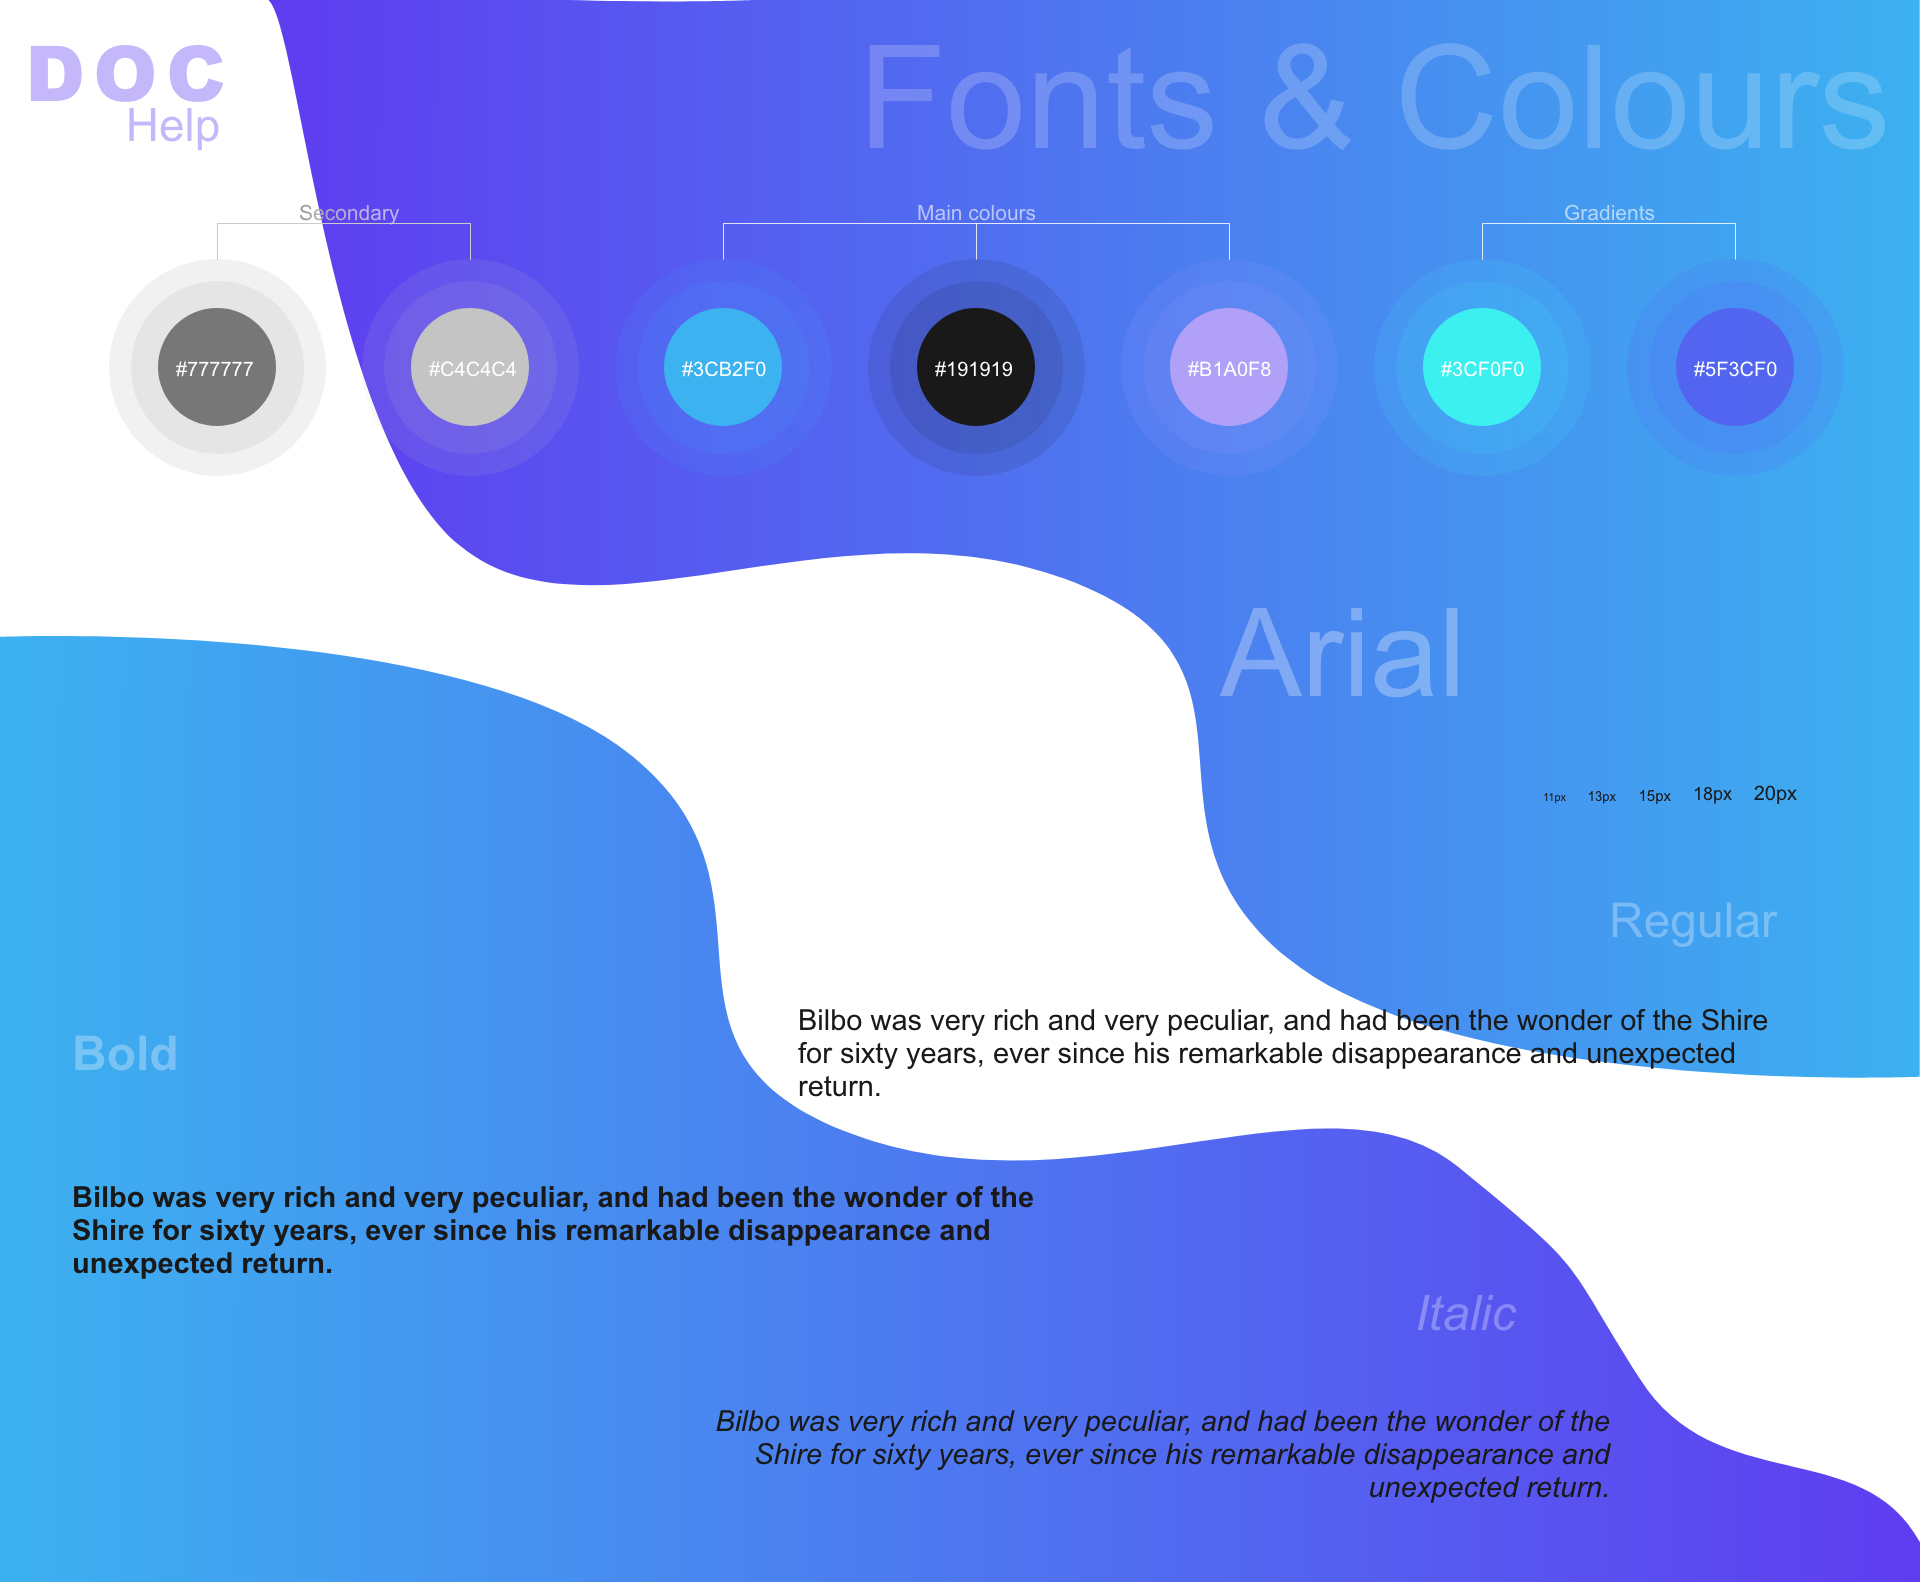 DOC
Help
Fonts & Colours
Secondary
Main colours
Gradients
#777777
#C4C4C4
#3CB2F0
#191919
#B1A0F8
#3CF0F0
#5F3CF0
Arial
11px 13px 15px 18px 20px
Regular
Bilbo was very rich and very peculiar, and had been the wonder of the Shire
for sixty years, ever since his remarkable disappearance and unexpected
return.
Bold
Bilbo was very rich and very peculiar, and had been the wonder of the
Shire for sixty years, ever since his remarkable disappearance and
unexpected return.
Italic
Bilbo was very rich and very peculiar, and had been the wonder of the
Shire for sixty years, ever since his remarkable disappearance and
unexpected return.